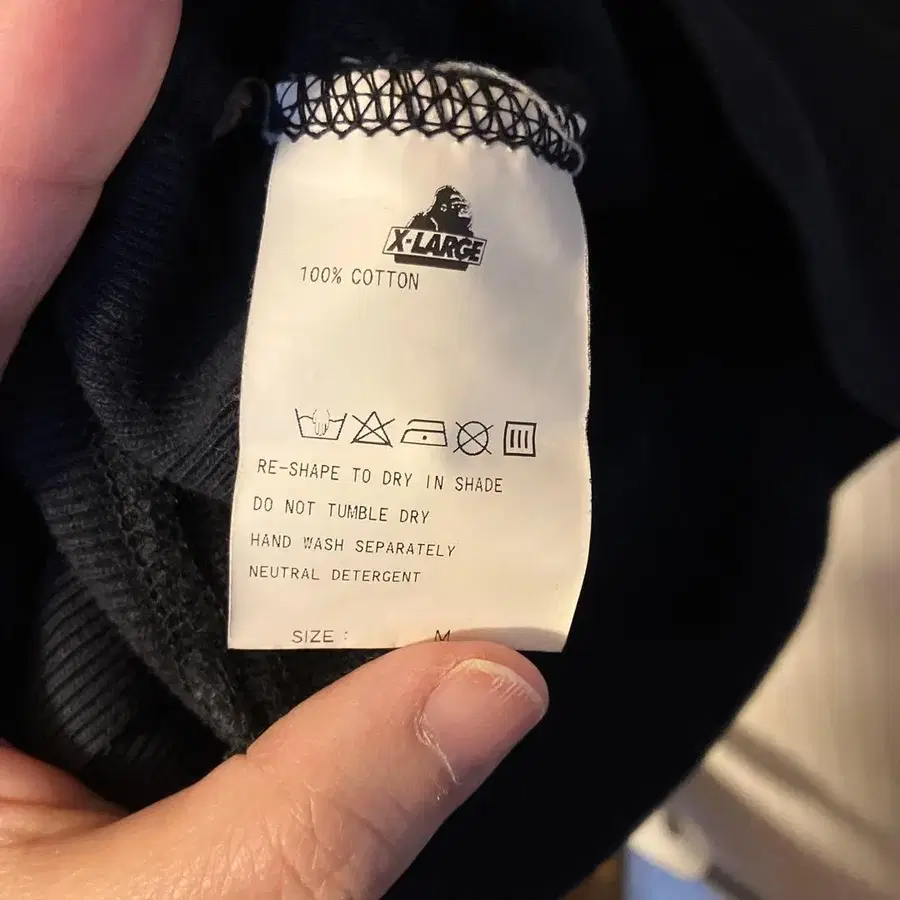 X-LARGE
100% COTTON
RE-SHAPE TO DRY IN SHADE
DO NOT TUMBLE DRY
HAND WASH SEPARATELY
NEUTRAL DETERGENT
SIZE : M